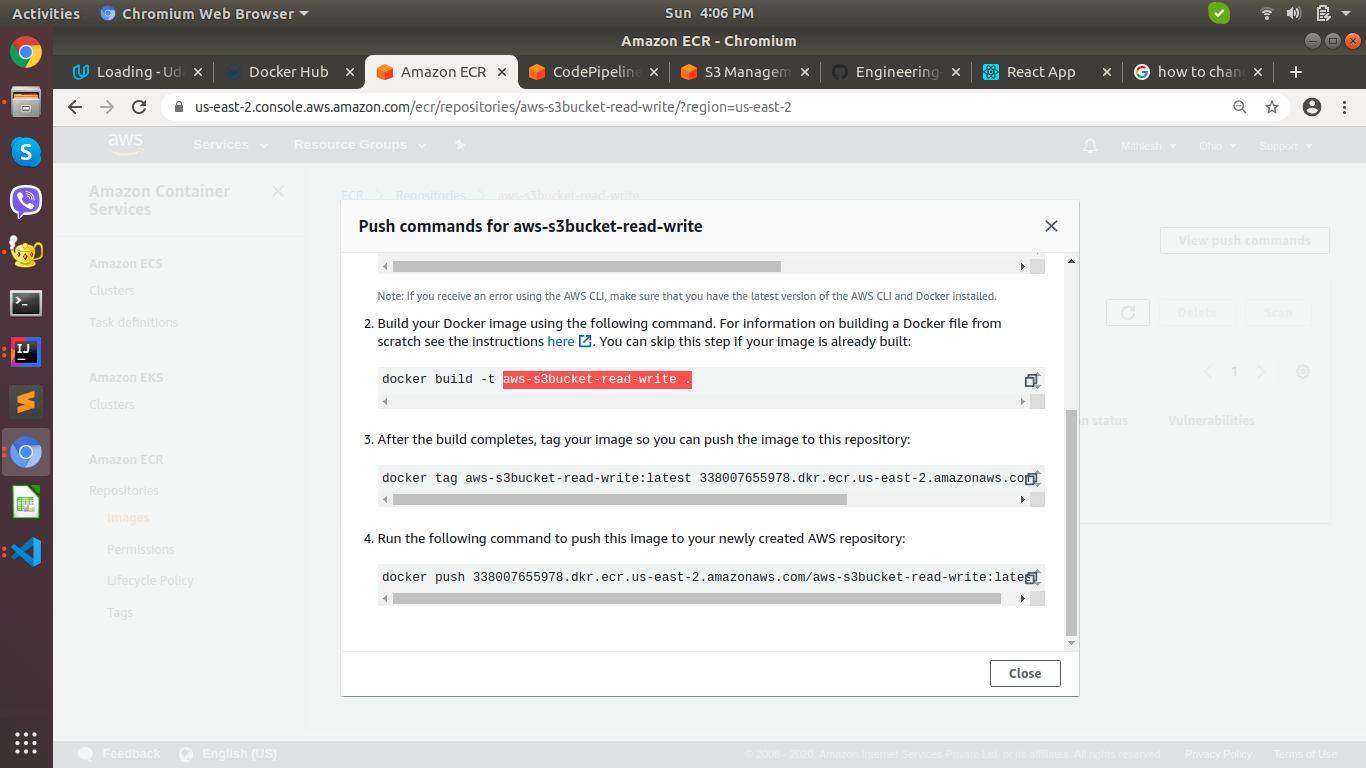 Activities
Chromium Web Browser
Sun 4:06 PM
Amazon ECR - Chromium
Loading - Ud
Docker Hub
Amazon ECR
CodePipeline
S3 Managem
Engineering-
React App
how to chan
us-east-2.console.aws.amazon.com/ecr/repositories/aws-s3bucket-read-write/?region=us-east-2
aws
Services
Resource Groups
Mithlesh
Ohio
Support
Amazon Container
Services
Amazon ECS
Clusters
Task definitions
Amazon EKS
Clusters
Amazon ECR
Repositories
Images
Permissions
Lifecycle Policy
Tags
ECR
Repositories
aws-s3bucket-read-write
View push commands
Delete
Scan
1
n status
Vulnerabilities
Push commands for aws-s3bucket-read-write
Note: If you receive an error using the AWS CLI, make sure that you have the latest version of the AWS CLI and Docker installed.
2. Build your Docker image using the following command. For information on building a Docker file from
scratch see the instructions here . You can skip this step if your image is already built:
docker build -t aws-s3bucket-read-write .
3. After the build completes, tag your image so you can push the image to this repository:
docker tag aws-s3bucket-read-write:latest 338007655978.dkr.ecr.us-east-2.amazonaws.com
4. Run the following command to push this image to your newly created AWS repository:
docker push 338007655978.dkr.ecr.us-east-2.amazonaws.com/aws-s3bucket-read-write:latest
Close
Feedback
English (US)
© 2008 - 2020, Amazon Internet Services Private Ltd. or its affiliates. All rights reserved.
Privacy Policy
Terms of Use